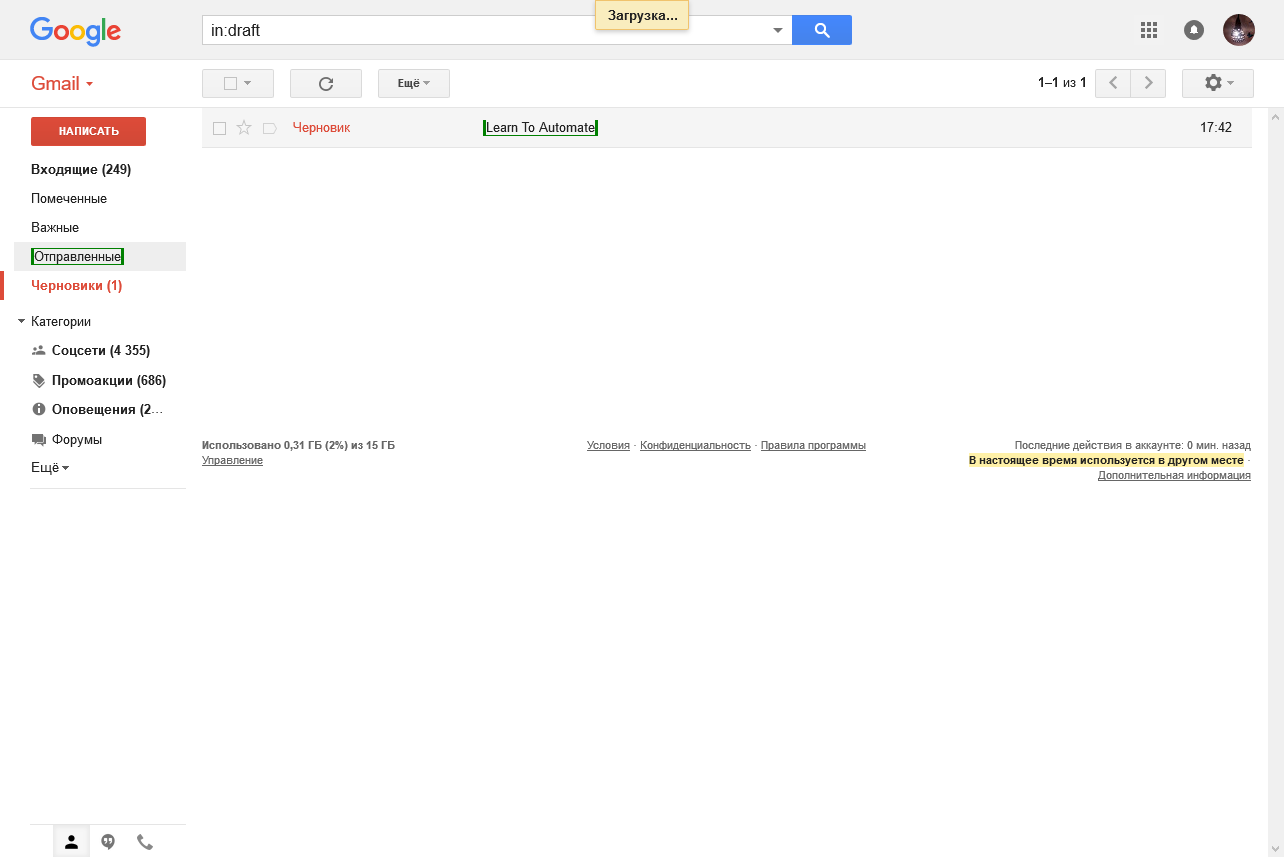 Загрузка...
Google
in:draft
Gmail
Ещё
1–1 из 1
НАПИСАТЬ
Черновик
Learn To Automate
17:42
Входящие (249)
Помеченные
Важные
Отправленные
Черновики (1)
Категории
Соцсети (4 355)
Промоакции (686)
Оповещения (2…
Форумы
Ещё
Использовано 0,31 ГБ (2%) из 15 ГБ
Управление
Условия - Конфиденциальность - Правила программы
Последние действия в аккаунте: 0 мин. назад
В настоящее время используется в другом месте -
Дополнительная информация